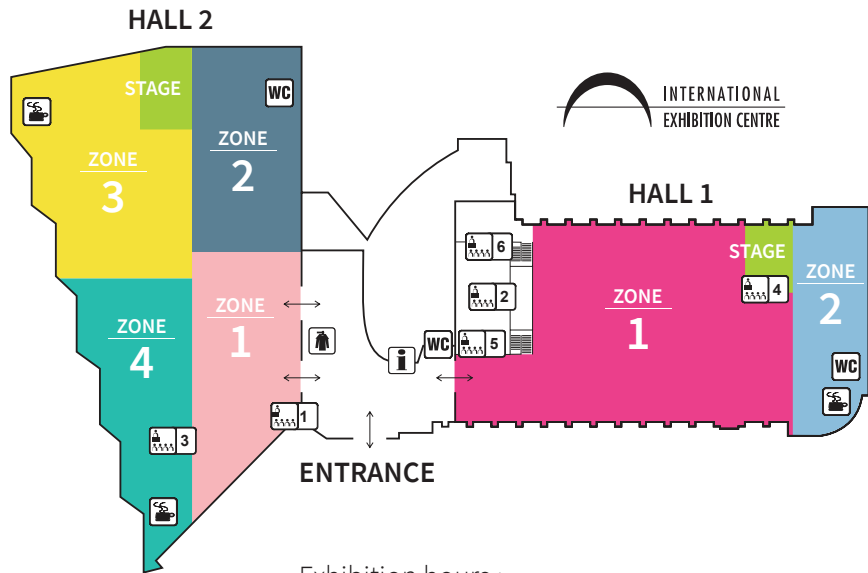 HALL 2
STAGE
WC
INTERNATIONAL
EXHIBITION CENTRE
ZONE
3
ZONE
2
HALL 1
6
STAGE
ZONE
2
ZONE
1
2
4
ZONE
4
ZONE
1
i
WC
5
WC
1
3
ENTRANCE